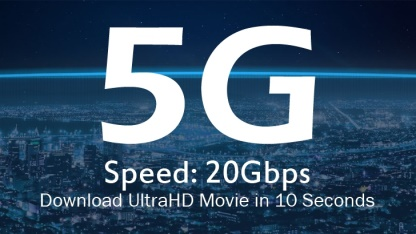 5G
Speed: 20Gbps
Download UltraHD Movie in 10 Seconds